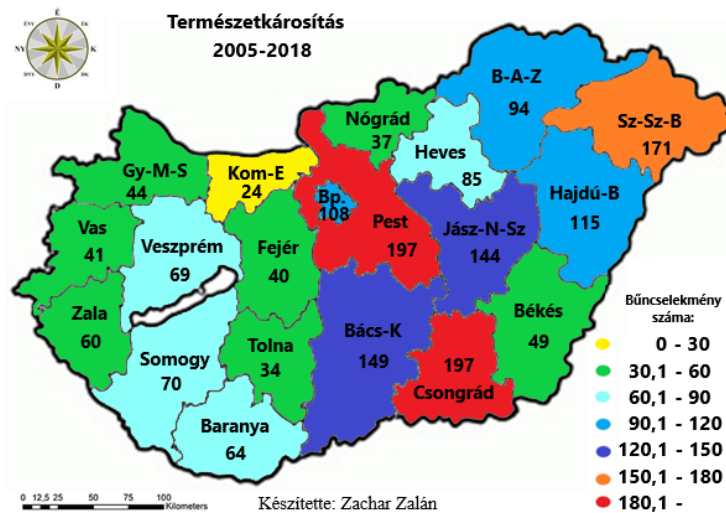 Természetkárosítás
2005-2018
É
ÉNY
ÉK
NY
K
DNY
DK
D
B-A-Z
94
Nógrád
37
Sz-Sz-B
171
Heves
85
Gy-M-S
44
Kom-E
24
Bp.
108
Hajdú-B
115
Pest
197
Jász-N-Sz
144
Vas
41
Veszprém
69
Fejér
40
Zala
60
Békés
49
Bács-K
149
Somogy
70
Tolna
34
197
Csongrád
Baranya
64
Bűncselekmény
száma:
0 - 30
30,1 - 60
60,1 - 90
90,1 - 120
120,1 - 150
150,1 - 180
180,1 -
0 12,5 25 50 75 100
Kilometers
Készítette: Zachar Zalán